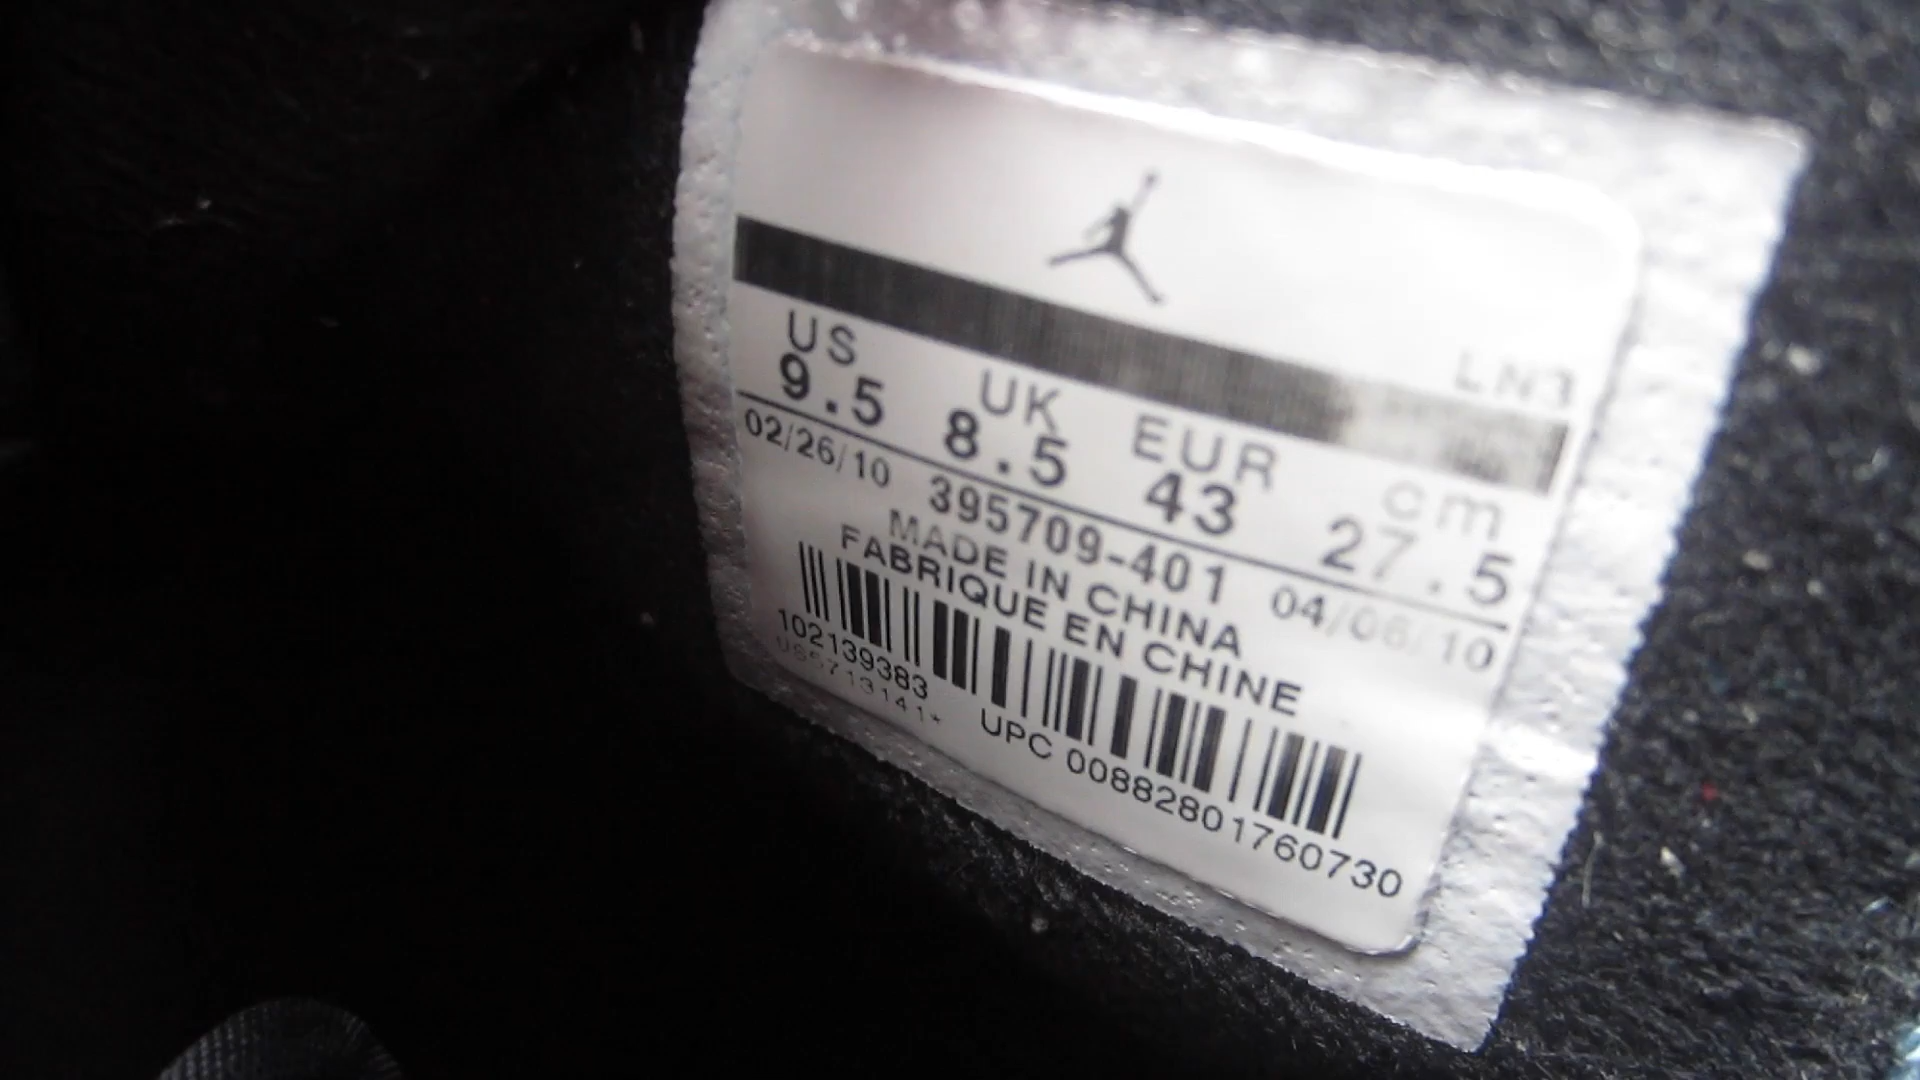 LN3
US UK EUR cm
9.5 8.5 43 27.5
02/26/10 395709-401 04/06/10
MADE IN CHINA
FABRIQUE EN CHINE
102139383
UPC 00882801760730